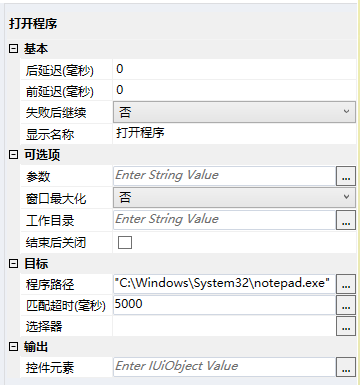 打开程序
基本
后延迟(毫秒) 0
前延迟(毫秒) 0
失败后继续 否
显示名称 打开程序
可选项
参数 Enter String Value ...
窗口最大化 否
工作目录 Enter String Value ...
结束后关闭
目标
程序路径 "C:\Windows\System32\notepad.exe" ...
匹配超时(毫秒) 5000 ...
选择器 ...
输出
控件元素 Enter IUiObject Value ...